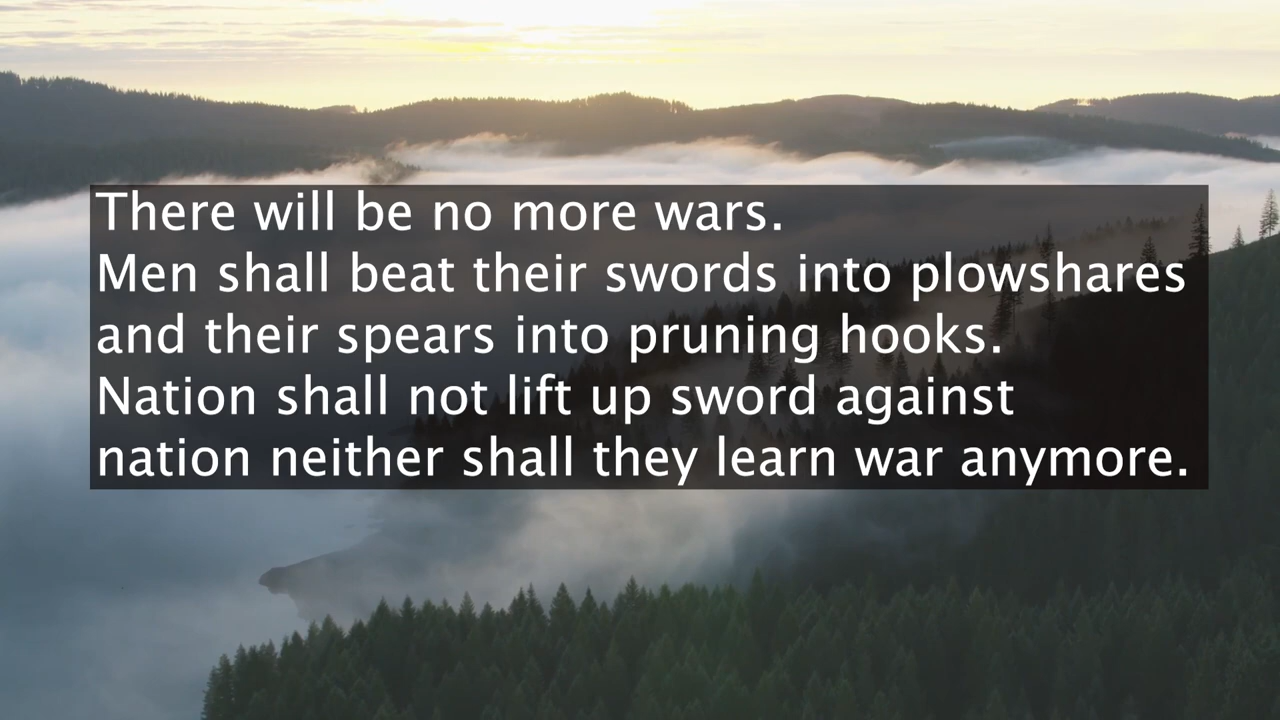 There will be no more wars.
Men shall beat their swords into plowshares
and their spears into pruning hooks.
Nation shall not lift up sword against
nation neither shall they learn war anymore.